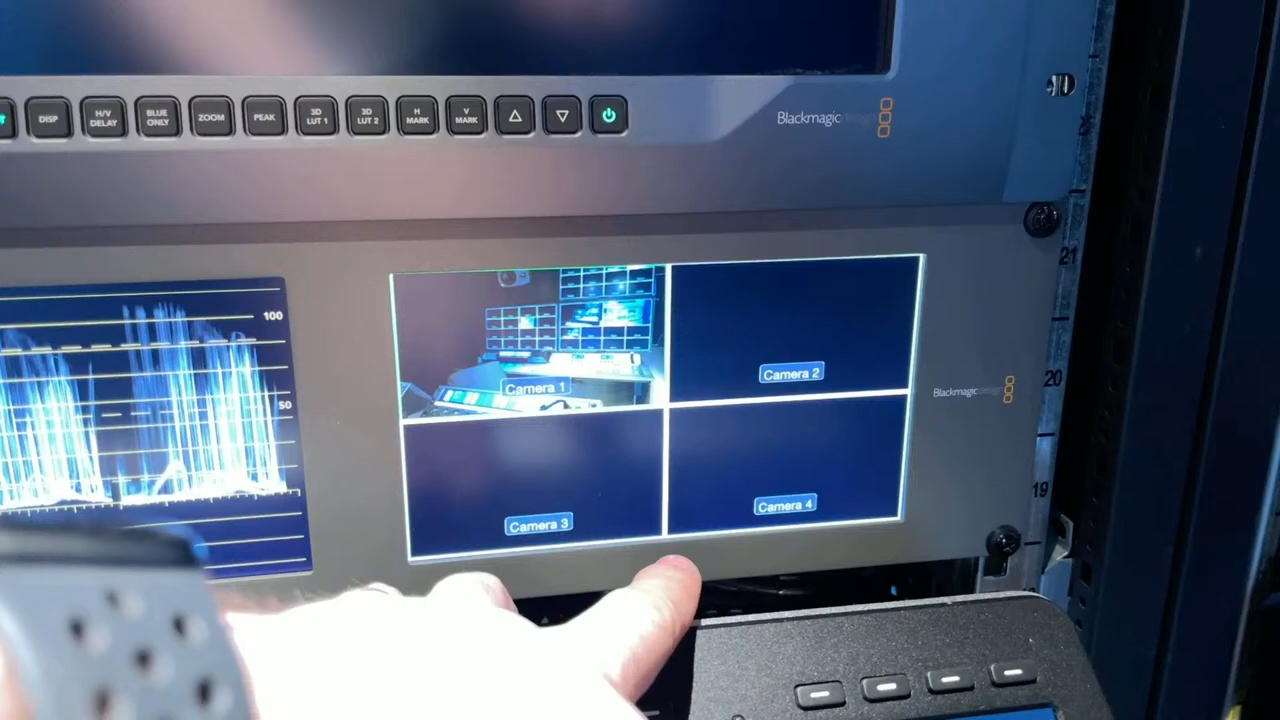 DISP
H/V
DELAY
BLUE
ONLY
ZOOM
PEAK
3D
LUT 1
3D
LUT 2
H
MARK
V
MARK
Blackmagicdesign
21
100
Camera 1
Camera 2
50
20
Blackmagicdesign
19
Camera 3
Camera 4